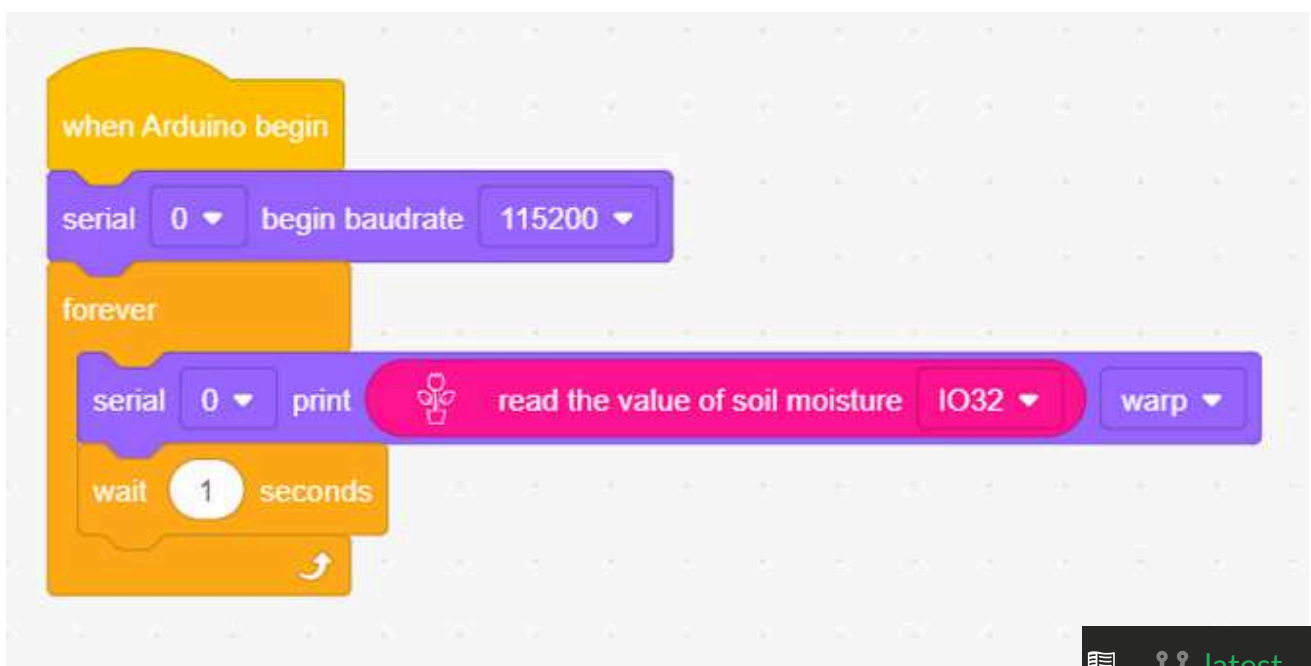 when Arduino begin
serial 0 begin baudrate 115200
forever
serial 0 print read the value of soil moisture IO32 warp
wait 1 seconds
latest